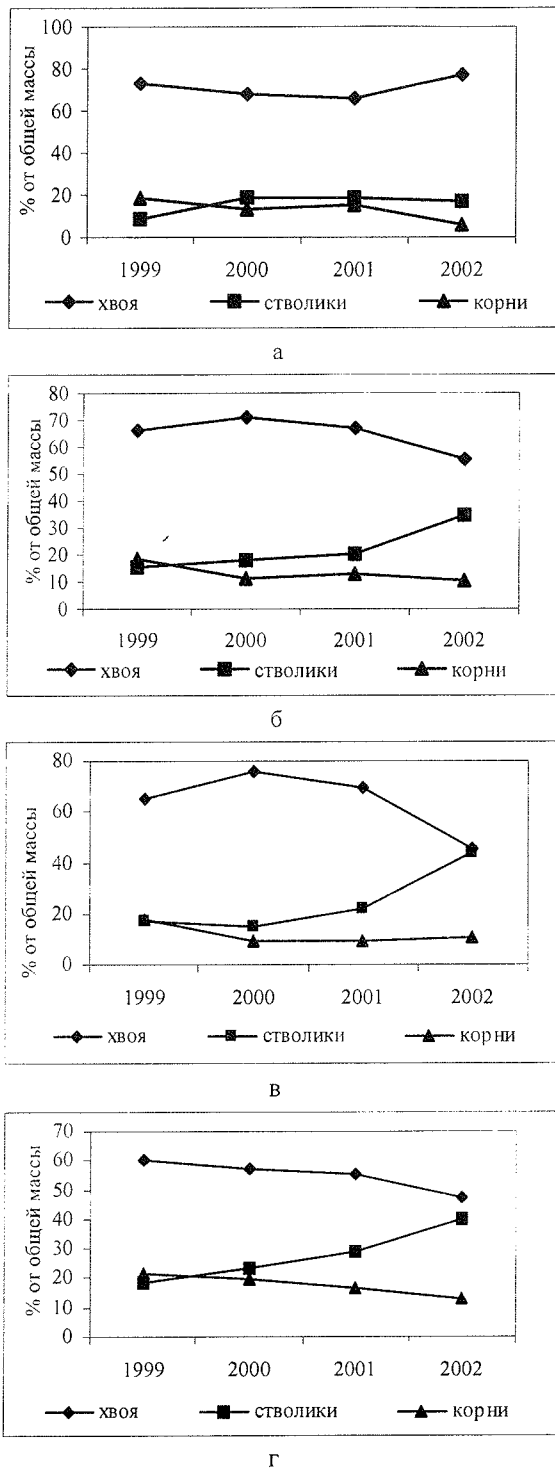 % от общей массы
100
80
60
40
20
0
1999 2000 2001 2002
хвоя стволики корни
а
% от общей массы
80
70
60
50
40
30
20
10
0
1999 2000 2001 2002
хвоя стволики корни
б
% от общей массы
80
60
40
20
0
1999 2000 2001 2002
хвоя стволики корни
в
% от общей массы
70
60
50
40
30
20
10
0
1999 2000 2001 2002
хвоя стволики корни
г